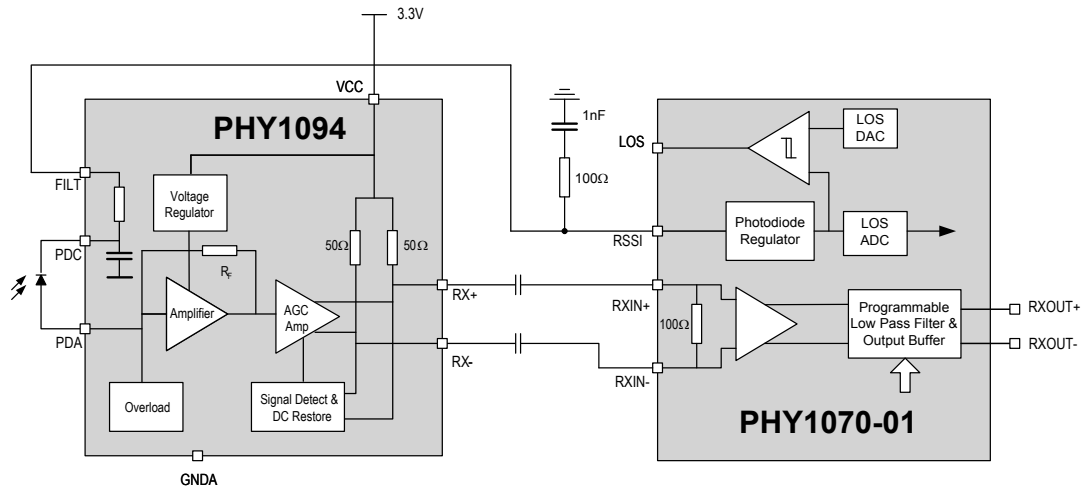 3.3V
VCC
PHY1094
FILT
Voltage
Regulator
PDC
R_F
50Ω
50Ω
Amplifier
AGC
Amp
PDA
Overload
Signal Detect &
DC Restore
RX+
RX-
GNDA
1nF
100Ω
LOS
LOS
DAC
RSSI
Photodiode
Regulator
LOS
ADC
RXIN+
100Ω
RXIN-
Programmable
Low Pass Filter &
Output Buffer
RXOUT+
RXOUT-
PHY1070-01